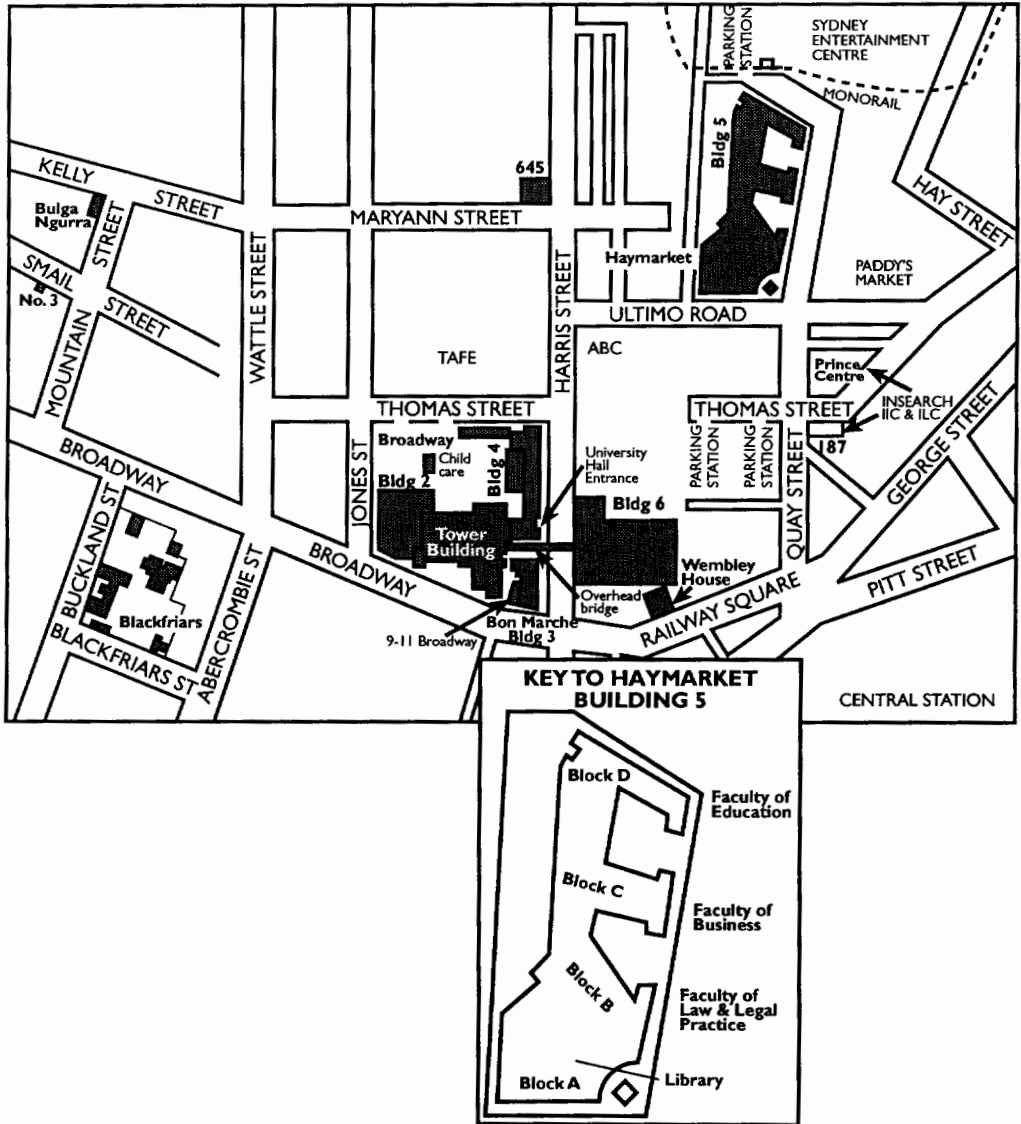 PARKING
STATION
SYDNEY
ENTERTAINMENT
CENTRE
MONORAIL
Bldg 5
KELLY
STREET
645
Bulga
Ngurra
STREET
MARYANN STREET
HAY STREET
SMAIL
STREET
No. 3
WATTLE STREET
HARRIS STREET
Haymarket
PADDY'S
MARKET
ULTIMO ROAD
MOUNTAIN
TAFE
ABC
Prince
Centre
INSEARCH
IIC & ILC
THOMAS STREET
THOMAS STREET
187
BROADWAY
JONES ST
Broadway
Child
care
Bldg 4
Bldg 2
University
Hall
Entrance
PARKING
STATION
PARKING
STATION
QUAY STREET
GEORGE STREET
Bldg 6
Tower
Building
BUCKLAND ST
ABERCROMBIE ST
BROADWAY
Wembley
House
PITT STREET
Overhead
bridge
RAILWAY SQUARE
Blackfriars
BLACKFRIARS ST
Bon Marche
Bldg 3
9-11 Broadway
CENTRAL STATION
KEY TO HAYMARKET
BUILDING 5
Block D
Faculty of
Education
Block C
Faculty of
Business
Block B
Faculty of
Law & Legal
Practice
Block A
Library